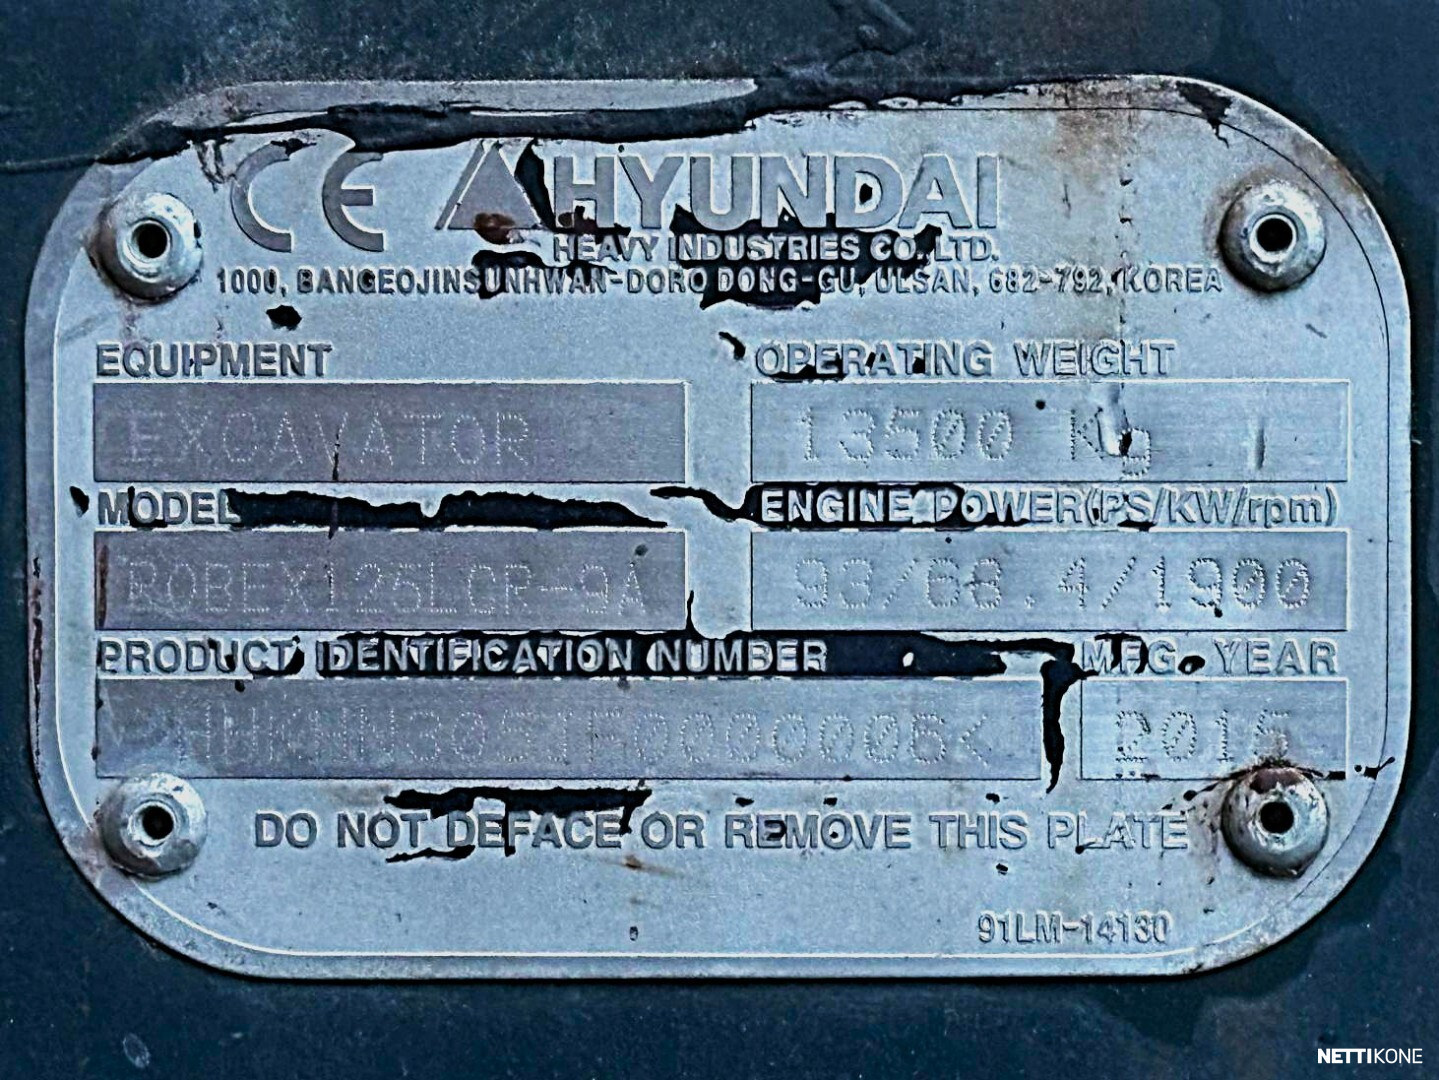 CE HYUNDAI
HEAVY INDUSTRIES CO., LTD.
1000, BANGEOJINSUNHWAN-DORO DONG-GU, ULSAN, 682-792, KOREA
EQUIPMENT
OPERATING WEIGHT
EXCAVATOR
13500 Kg
MODEL
ENGINE POWER(PS/KW/rpm)
ROBEX125LCR-9A
93/68.4/1900
PRODUCT IDENTIFICATION NUMBER
MFG. YEAR
2015
DO NOT DEFACE OR REMOVE THIS PLATE
91LM-14130
NETTIKONE